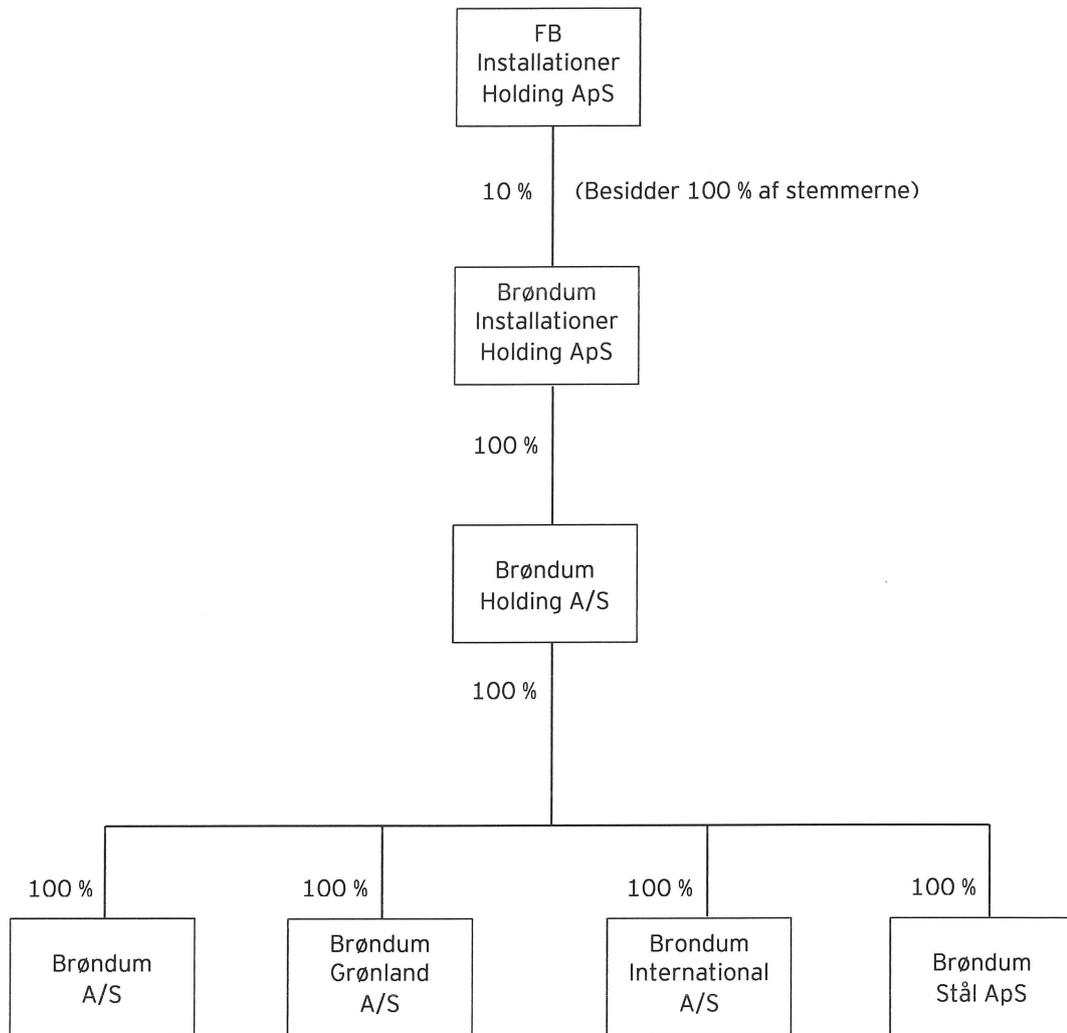 FB
Installationer
Holding ApS
10 %
(Besidder 100 % af stemmerne)
Brøndum
Installationer
Holding ApS
100 %
Brøndum
Holding A/S
100 %
100 %
100 %
100 %
100 %
Brøndum
A/S
Brøndum
Grønland
A/S
Brondum
International
A/S
Brøndum
Stål ApS